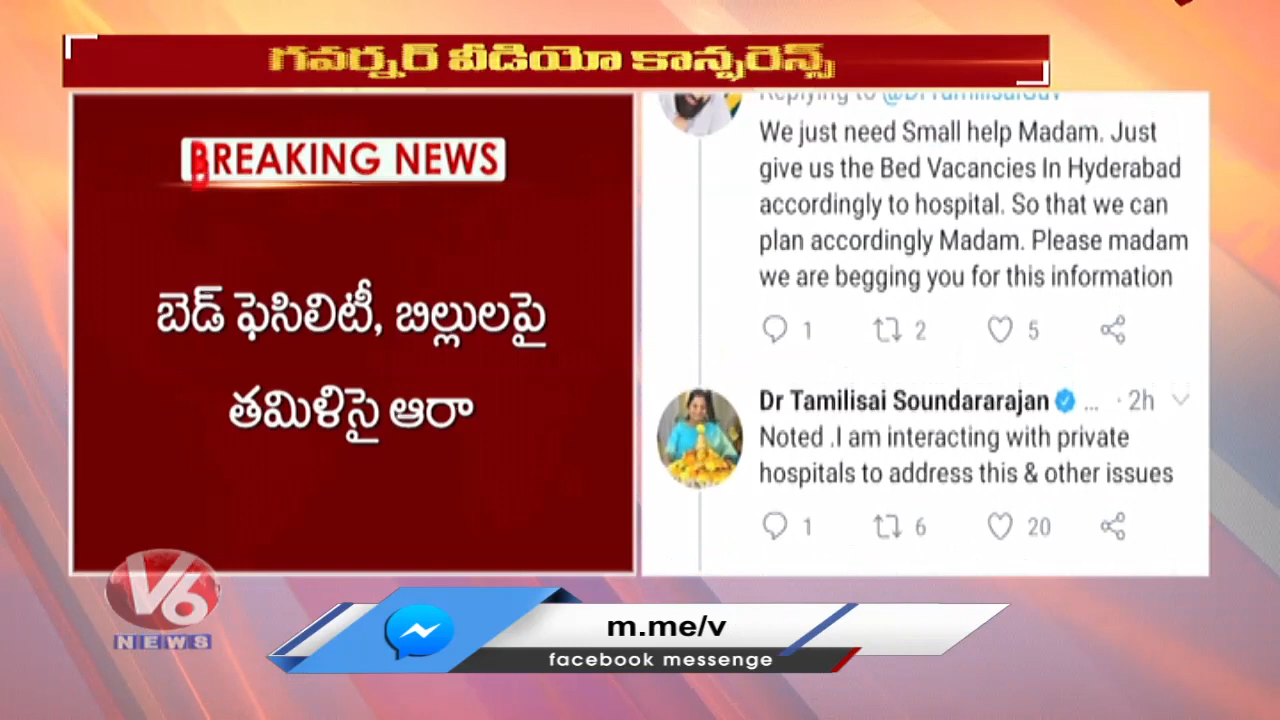 గవర్నర్ వీడియో కాన్ఫరెన్స్
BREAKING NEWS
బెడ్ ఫెసిలిటీ, బిల్లులపై
తమిళిసై ఆరా
Replying to @DrTamilisaiGuv
We just need Small help Madam. Just
give us the Bed Vacancies In Hyderabad
accordingly to hospital. So that we can
plan accordingly Madam. Please madam
we are begging you for this information
1 2 5
Dr Tamilisai Soundararajan ... · 2h
Noted .I am interacting with private
hospitals to address this & other issues
1 6 20
V6
NEWS
m.me/v
facebook messenge